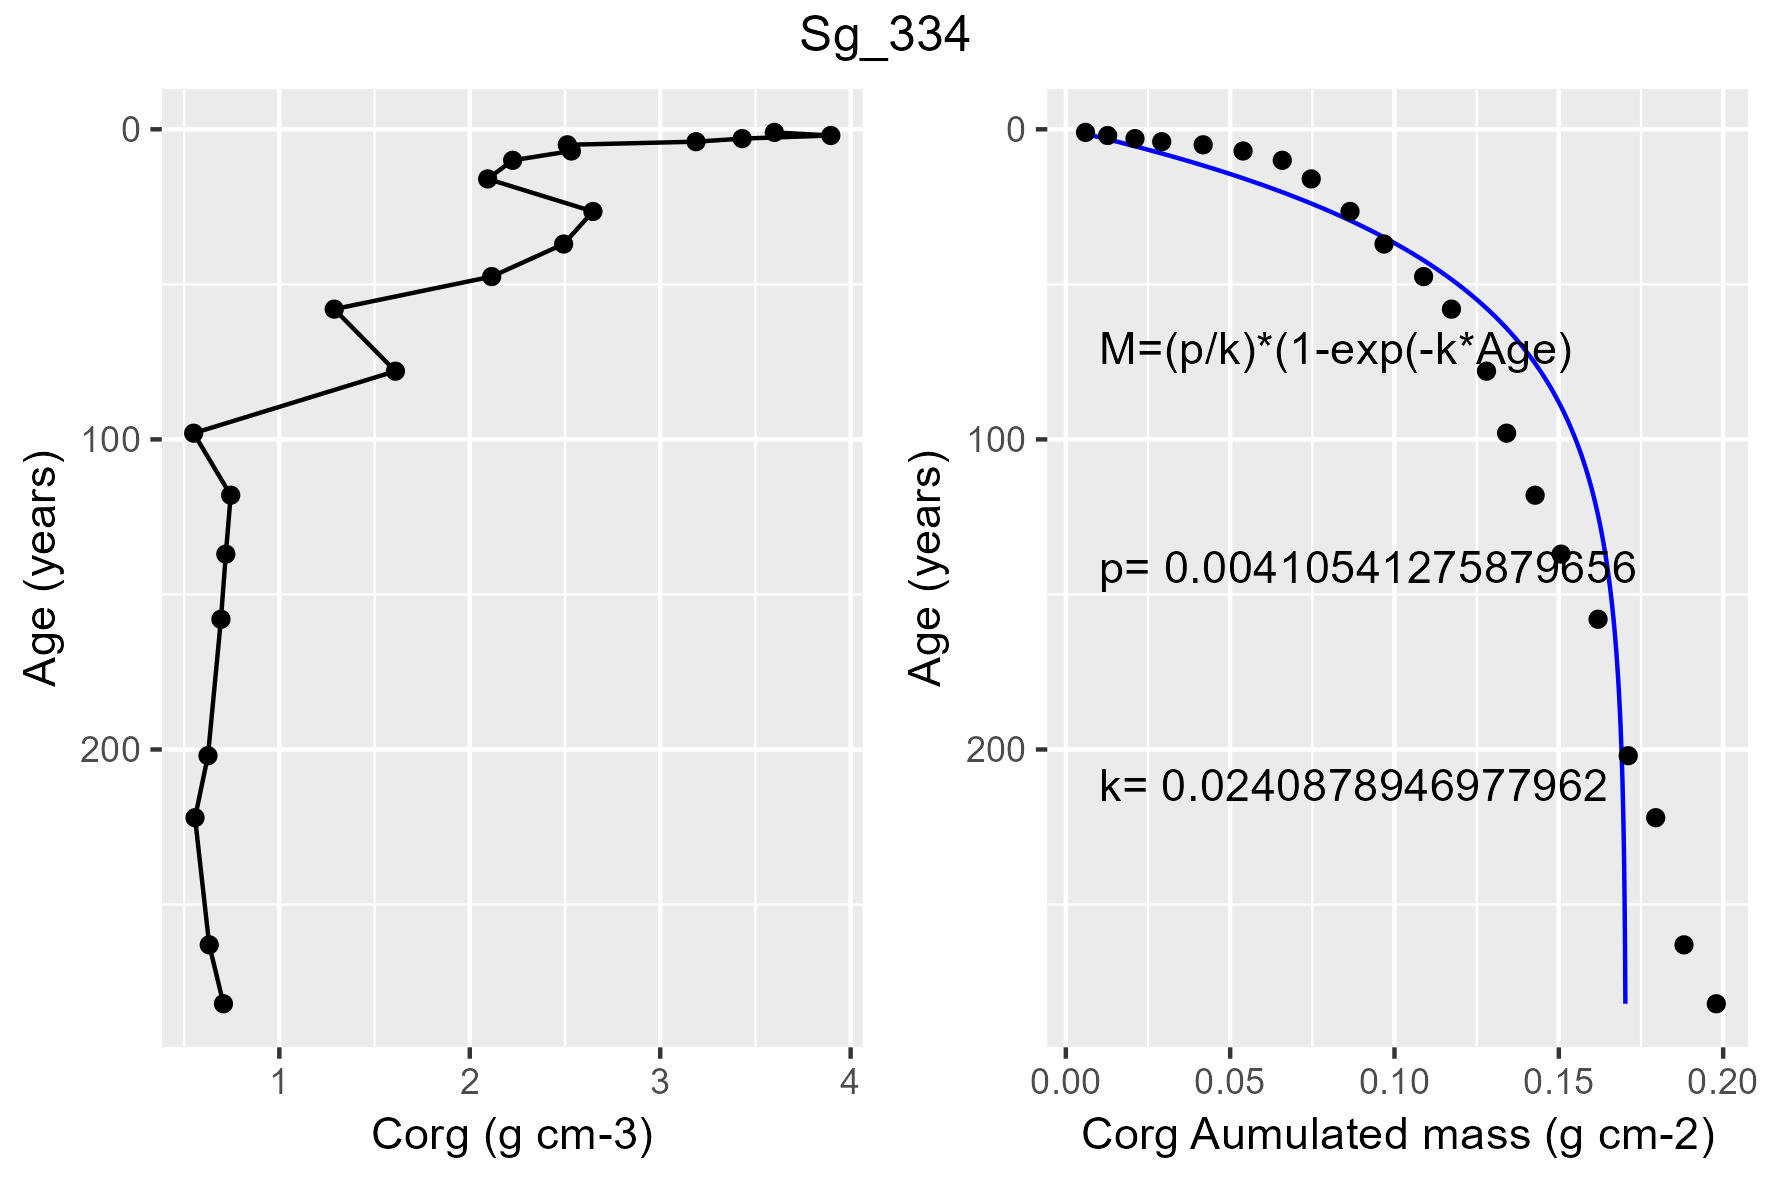 Sg_334
0
100
200
Age (years)
1 2 3 4
Corg (g cm-3)
0
100
200
Age (years)
M=(p/k)*(1-exp(-k*Age)
p= 0.00410541275879656
k= 0.0240878946977962
0.00 0.05 0.10 0.15 0.20
Corg Aumulated mass (g cm-2)